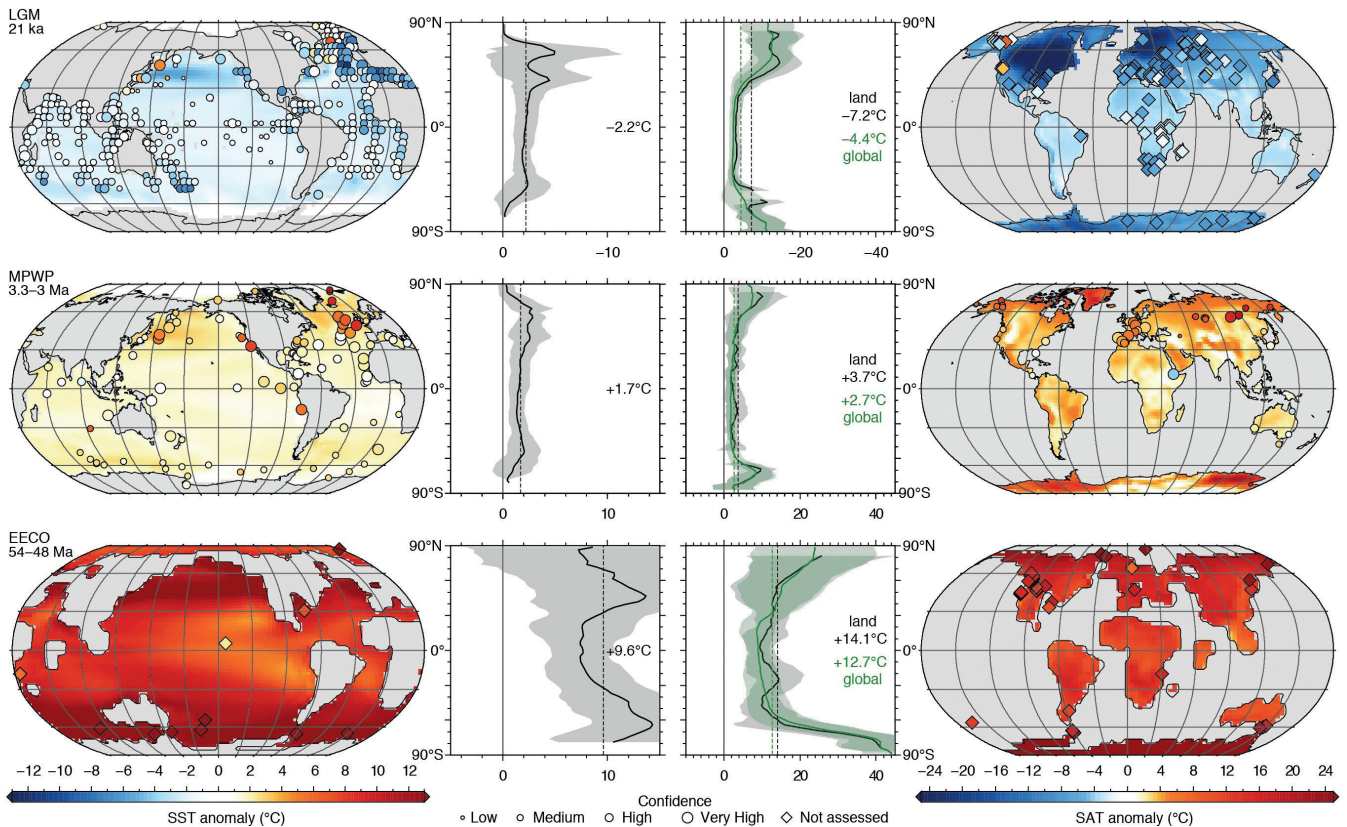 LGM
21 ka
90°N
0°
90°S
−2.2°C
0
−10
land
−7.2°C
−4.4°C
global
0
−20
−40
90°N
0°
90°S
MPWP
3.3–3 Ma
90°N
0°
90°S
+1.7°C
0
10
land
+3.7°C
+2.7°C
global
0
20
40
90°N
0°
90°S
EECO
54–48 Ma
90°N
0°
90°S
+9.6°C
0
10
land
+14.1°C
+12.7°C
global
0
20
40
90°N
0°
90°S
−12 −10 −8 −6 −4 −2 0 2 4 6 8 10 12
SST anomaly (°C)
Confidence
Low Medium High Very High Not assessed
−24 −20 −16 −12 −8 −4 0 4 8 12 16 20 24
SAT anomaly (°C)